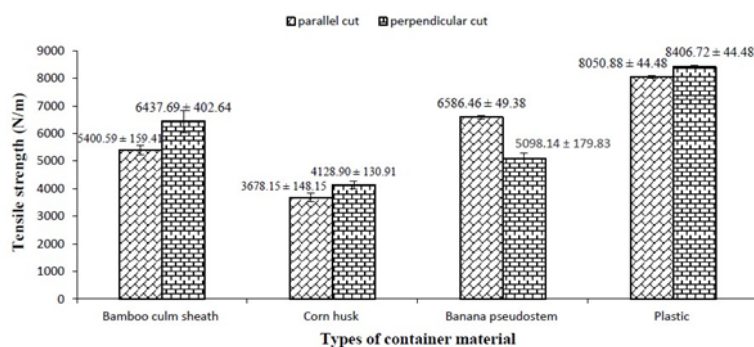 parallel cut perpendicular cut
9000
8000
7000
6000
5000
4000
3000
2000
1000
0
Tensile strength (N/m)
5400.59 ± 159.41
6437.69 ± 402.64
3678.15 ± 148.15
4128.90 ± 130.91
6586.46 ± 49.38
5098.14 ± 179.83
8050.88 ± 44.48
8406.72 ± 44.48
Bamboo culm sheath Corn husk Banana pseudostem Plastic
Types of container material